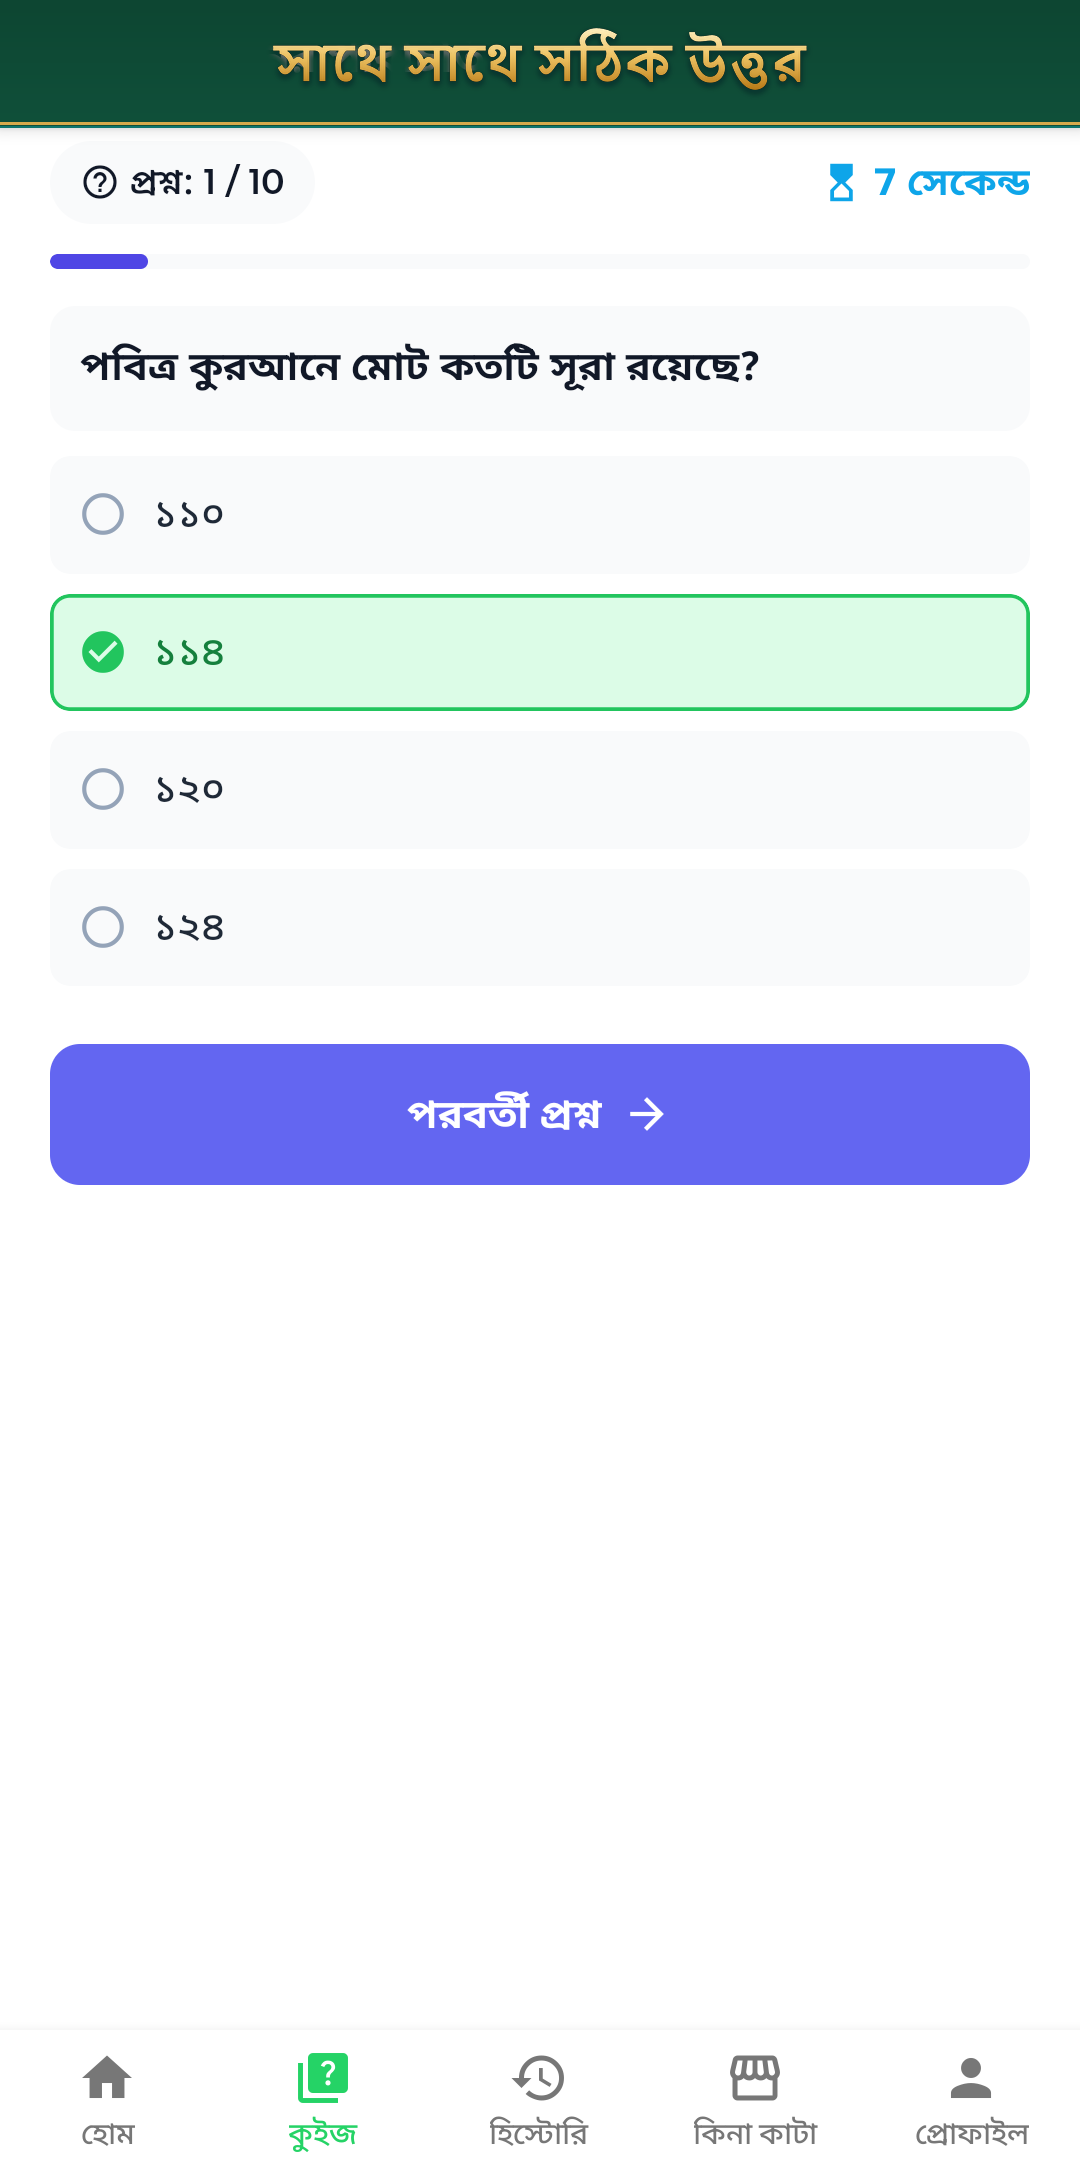 সাথে সাথে সঠিক উত্তর
প্রশ্ন: 1 / 10
7 সেকেন্ড
পবিত্র কুরআনে মোট কতটি সূরা রয়েছে?
১১০
১১৪
১২০
১২৪
পরবর্তী প্রশ্ন →
হোম
কুইজ
হিস্টোরি
কিনা কাটা
প্রোফাইল